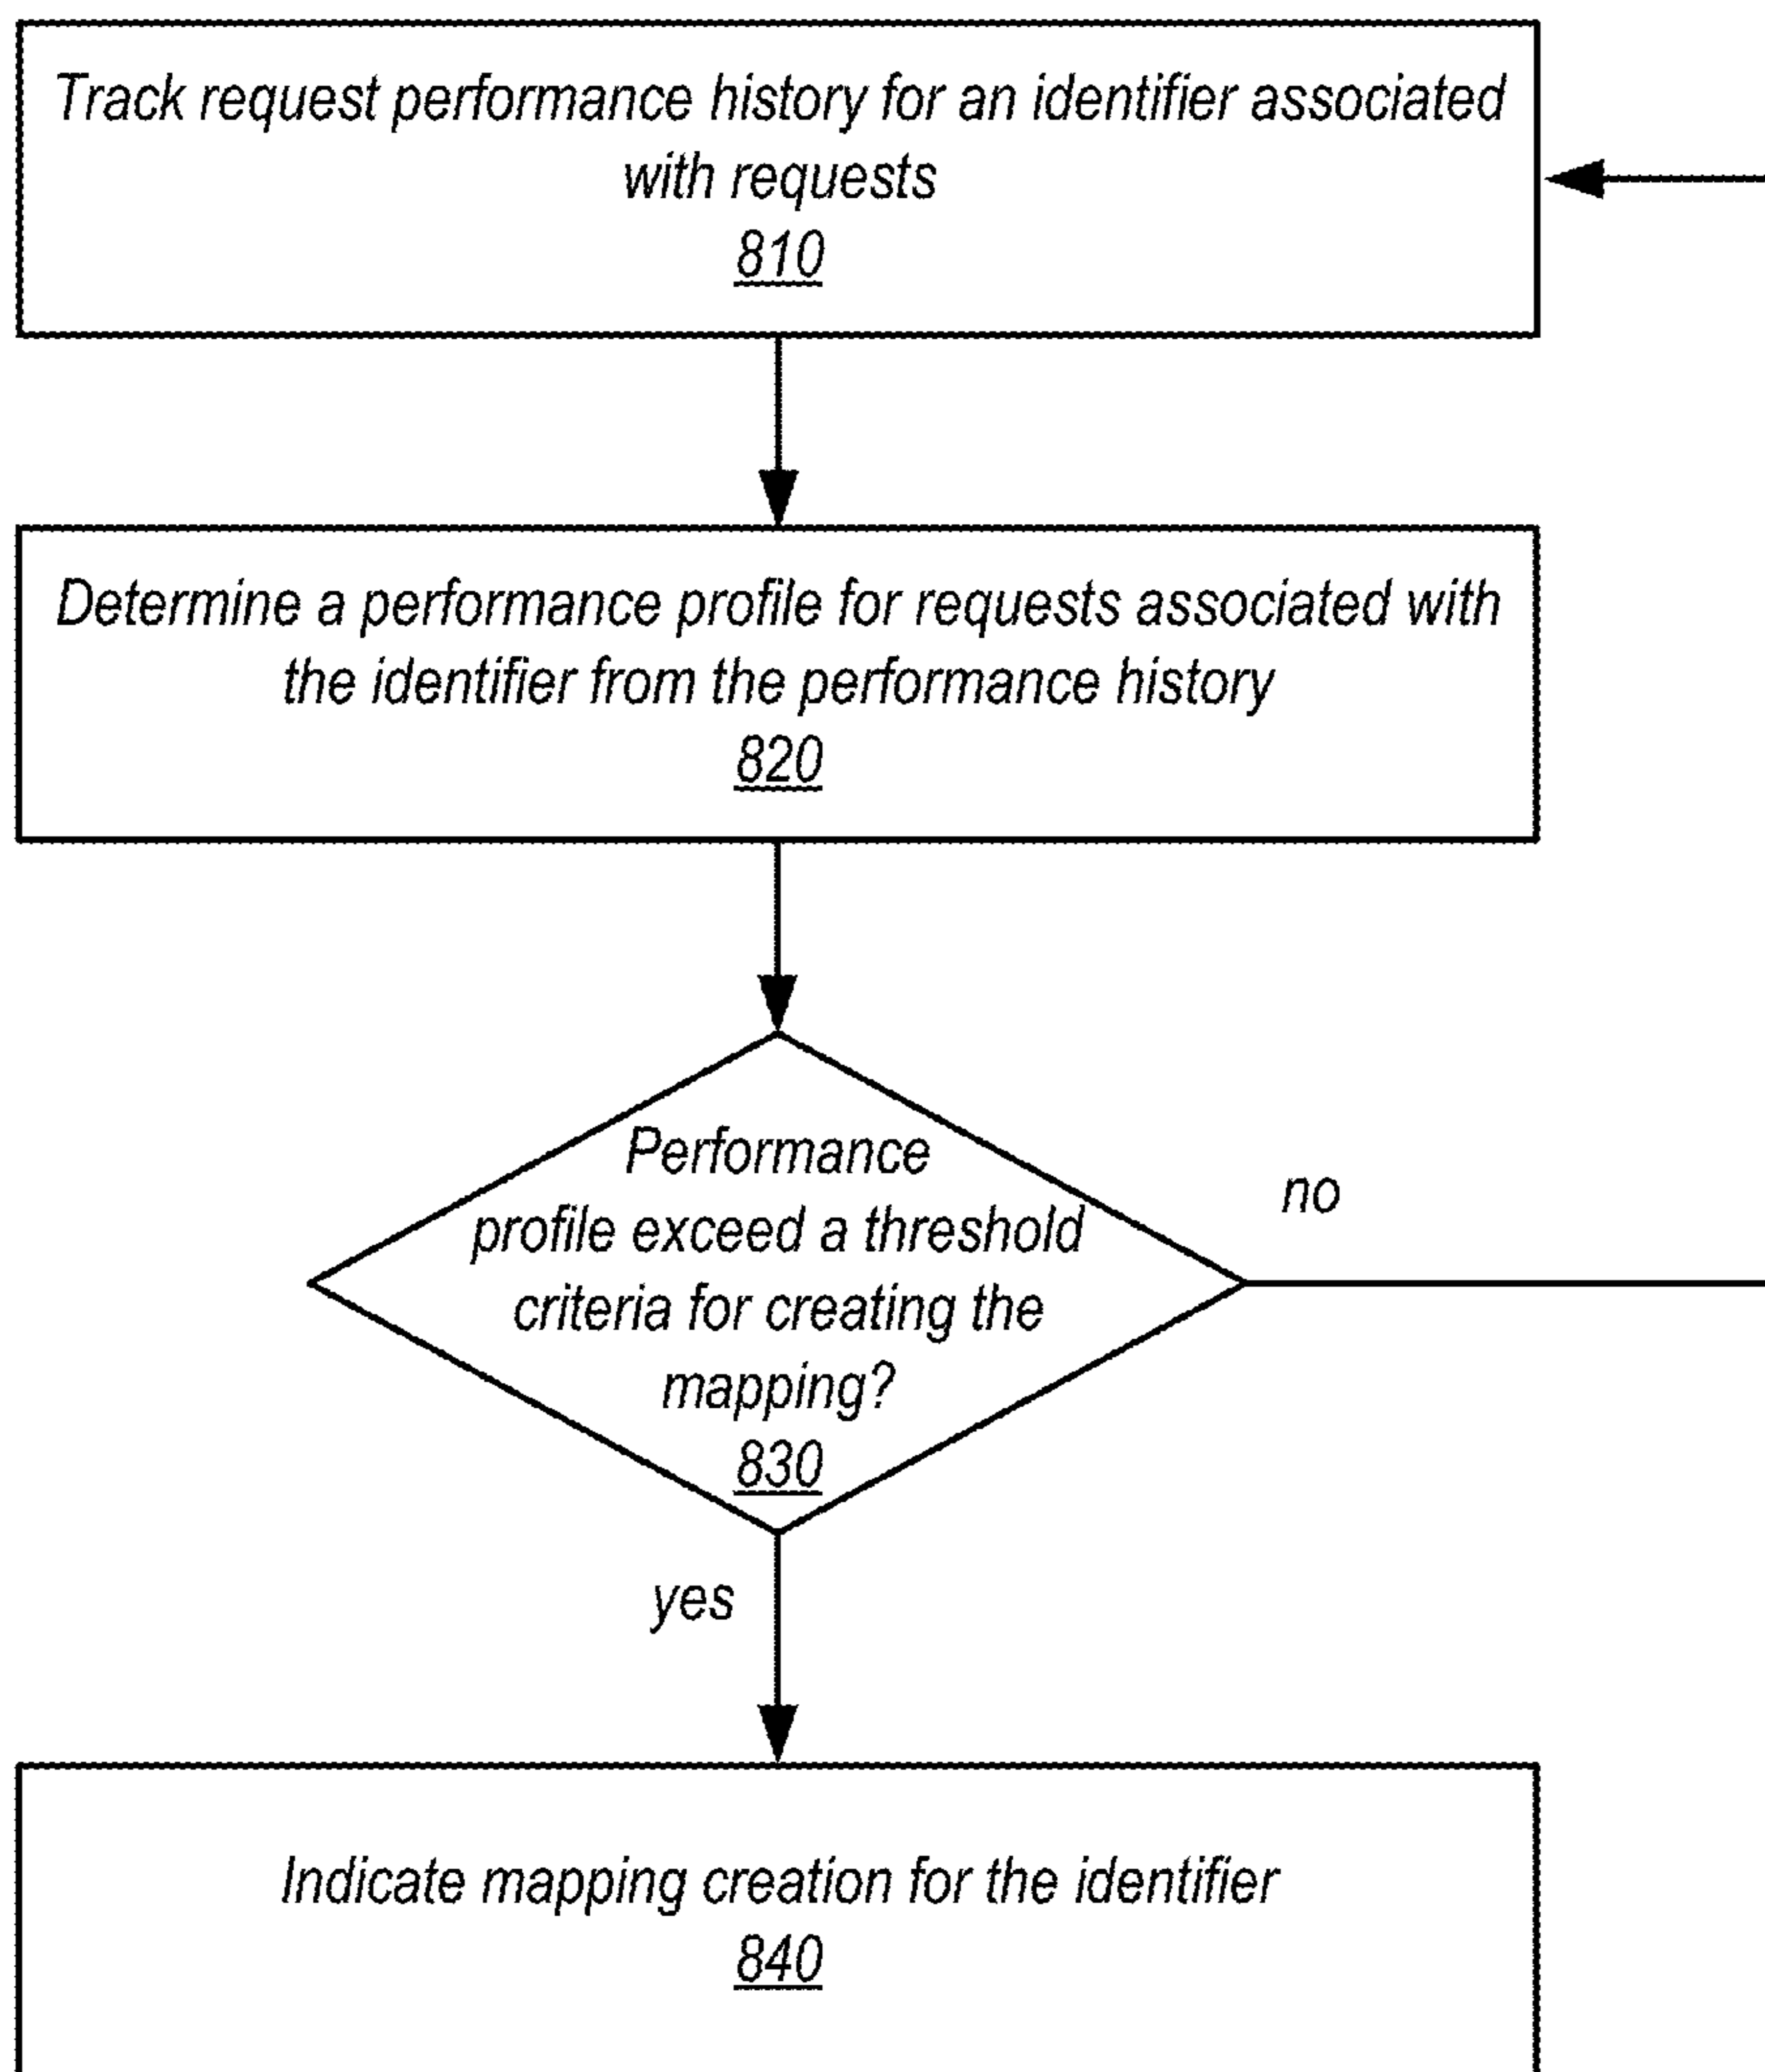 Track request performance history for an identifier associated
with requests
810
Determine a performance profile for requests associated with
the identifier from the performance history
820
Performance
profile exceed a threshold
criteria for creating the
mapping?
830
no
yes
Indicate mapping creation for the identifier
840